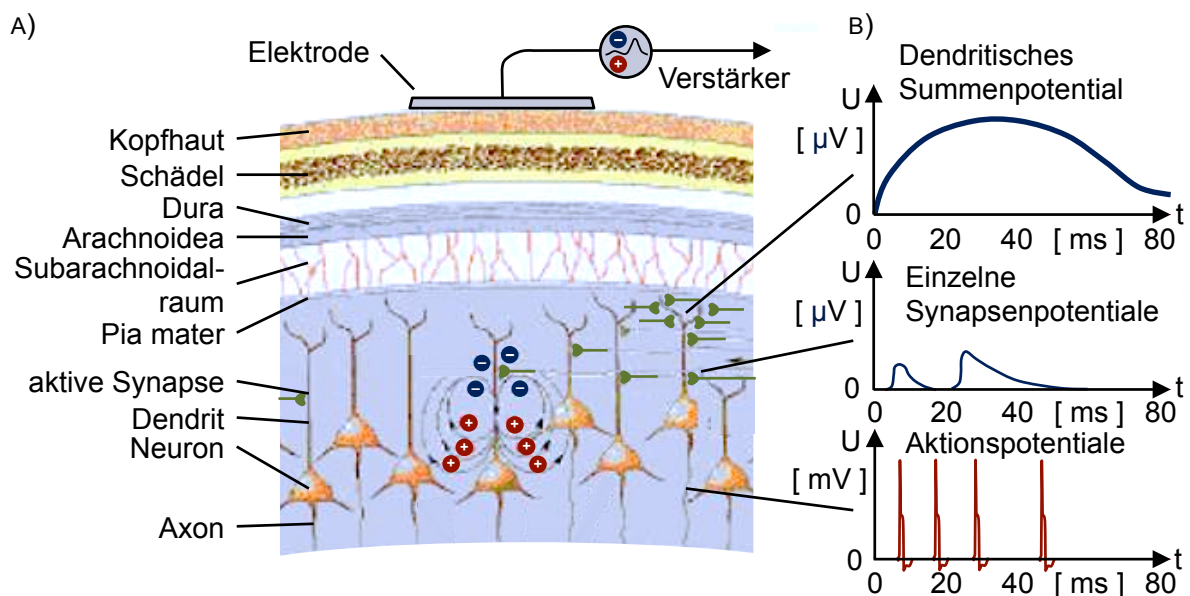 A)
Elektrode
−
+
Verstärker
Kopfhaut
Schädel
Dura
Arachnoidea
Subarachnoidal-
raum
Pia mater
aktive Synapse
Dendrit
Neuron
Axon
− −
− −
+ +
+ +
+ +
B)
Dendritisches
Summenpotential
U
[ µV ]
0
t
0 20 40 [ ms ] 80
Einzelne
Synapsenpotentiale
U
[ µV ]
0
t
0 20 40 [ ms ] 80
Aktionspotentiale
U
[ mV ]
0
t
0 20 40 [ ms ] 80